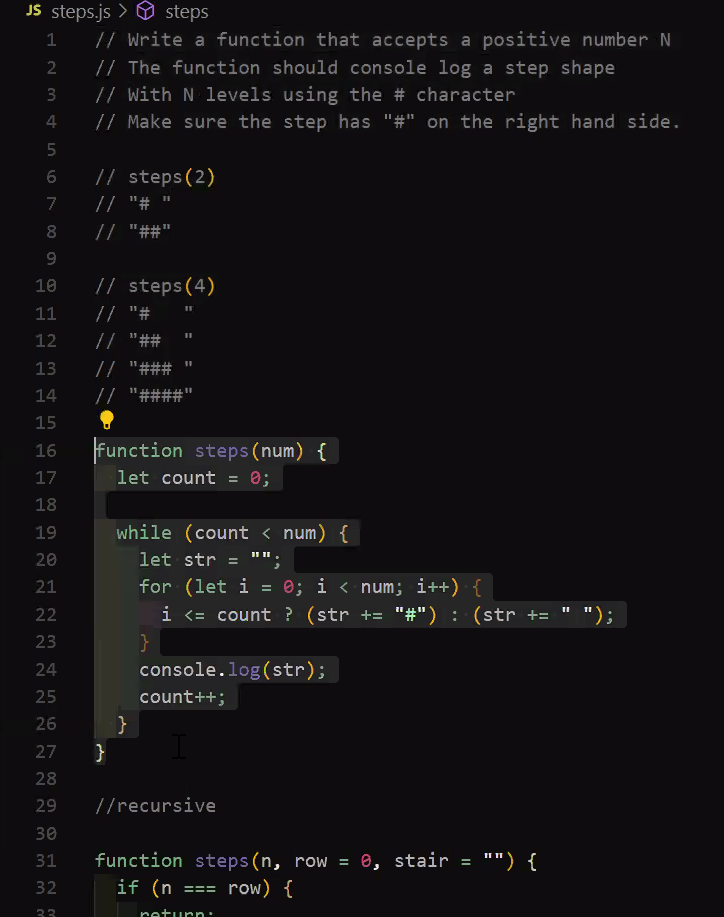 JS steps.js > steps
1 // Write a function that accepts a positive number N
2 // The function should console log a step shape
3 // With N levels using the # character
4 // Make sure the step has "#" on the right hand side.
5
6 // steps(2)
7 // "# "
8 // "##"
9
10 // steps(4)
11 // "#   "
12 // "##  "
13 // "### "
14 // "####"
15
16 function steps(num) {
17   let count = 0;
18
19   while (count < num) {
20     let str = "";
21     for (let i = 0; i < num; i++) {
22       i <= count ? (str += "#") : (str += " ");
23     }
24     console.log(str);
25     count++;
26   }
27 }
28
29 //recursive
30
31 function steps(n, row = 0, stair = "") {
32   if (n === row) {
33     return;